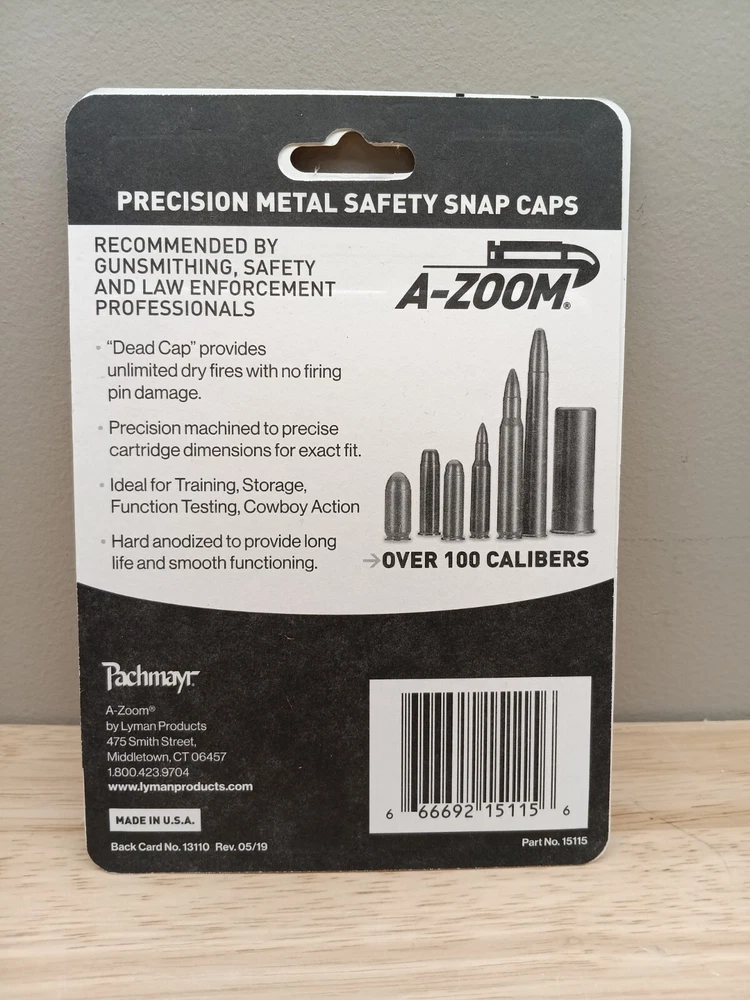 PRECISION METAL SAFETY SNAP CAPS
RECOMMENDED BY
GUNSMITHING, SAFETY
AND LAW ENFORCEMENT
PROFESSIONALS
A-ZOOM®
• "Dead Cap" provides
unlimited dry fires with no firing
pin damage.
• Precision machined to precise
cartridge dimensions for exact fit.
• Ideal for Training, Storage,
Function Testing, Cowboy Action
• Hard anodized to provide long
life and smooth functioning.
→OVER 100 CALIBERS
Pachmayr
A-Zoom®
by Lyman Products
475 Smith Street,
Middletown, CT 06457
1.800.423.9704
www.lymanproducts.com
MADE IN U.S.A.
Back Card No. 13110 Rev. 05/19
6 66692 15115 6
Part No. 15115